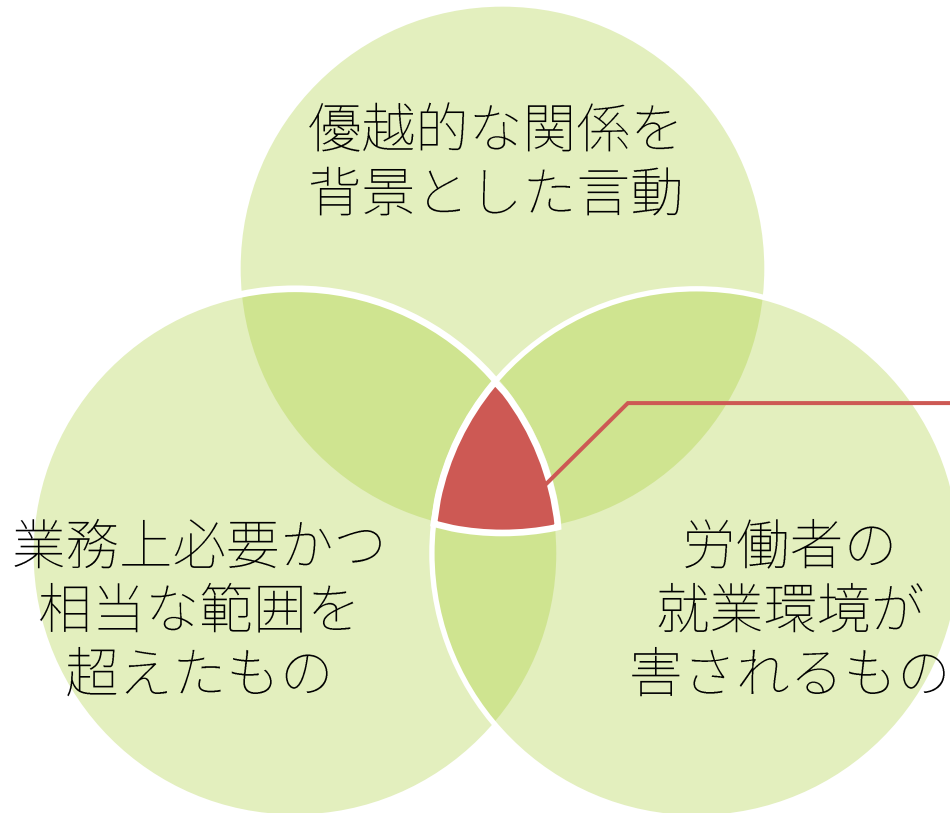 優越的な関係を
背景とした言動
業務上必要かつ
相当な範囲を
超えたもの
労働者の
就業環境が
害されるもの